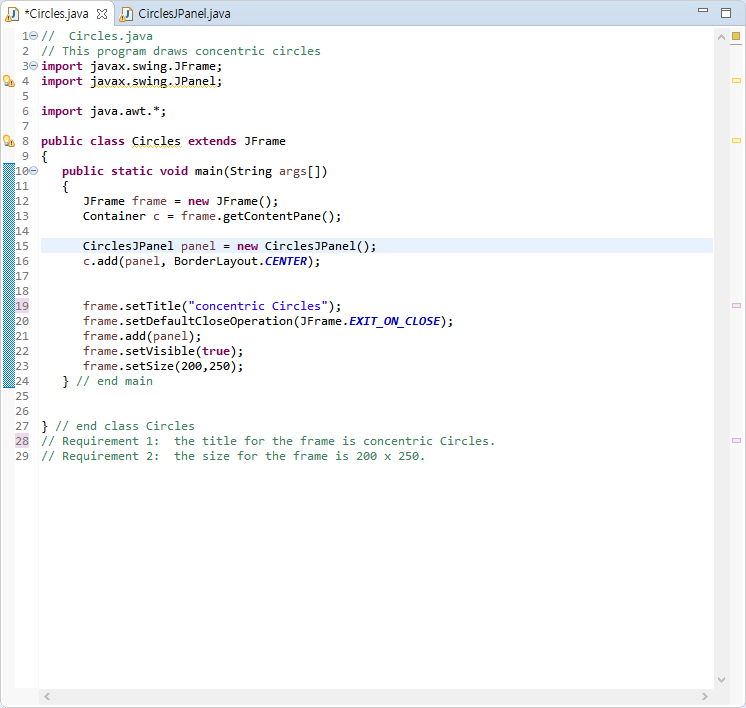 *Circles.java CirclesJPanel.java
1 // Circles.java
2 // This program draws concentric circles
3 import javax.swing.JFrame;
4 import javax.swing.JPanel;
5
6 import java.awt.*;
7
8 public class Circles extends JFrame
9 {
10 public static void main(String args[])
11 {
12 JFrame frame = new JFrame();
13 Container c = frame.getContentPane();
14
15 CirclesJPanel panel = new CirclesJPanel();
16 c.add(panel, BorderLayout.CENTER);
17
18
19 frame.setTitle("concentric Circles");
20 frame.setDefaultCloseOperation(JFrame.EXIT_ON_CLOSE);
21 frame.add(panel);
22 frame.setVisible(true);
23 frame.setSize(200,250);
24 } // end main
25
26
27 } // end class Circles
28 // Requirement 1: the title for the frame is concentric Circles.
29 // Requirement 2: the size for the frame is 200 x 250.